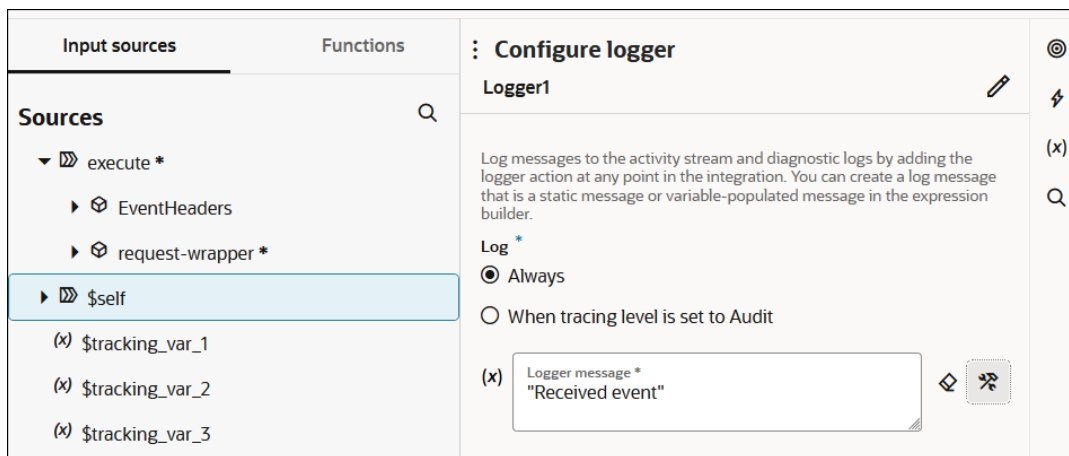 Input sources
Functions
Sources
execute *
EventHeaders
request-wrapper *
$self
(x) $tracking_var_1
(x) $tracking_var_2
(x) $tracking_var_3
Configure logger
Logger1
Log messages to the activity stream and diagnostic logs by adding the
logger action at any point in the integration. You can create a log message
that is a static message or variable-populated message in the expression
builder.
Log *
Always
When tracing level is set to Audit
(x)
Logger message *
"Received event"
(x)